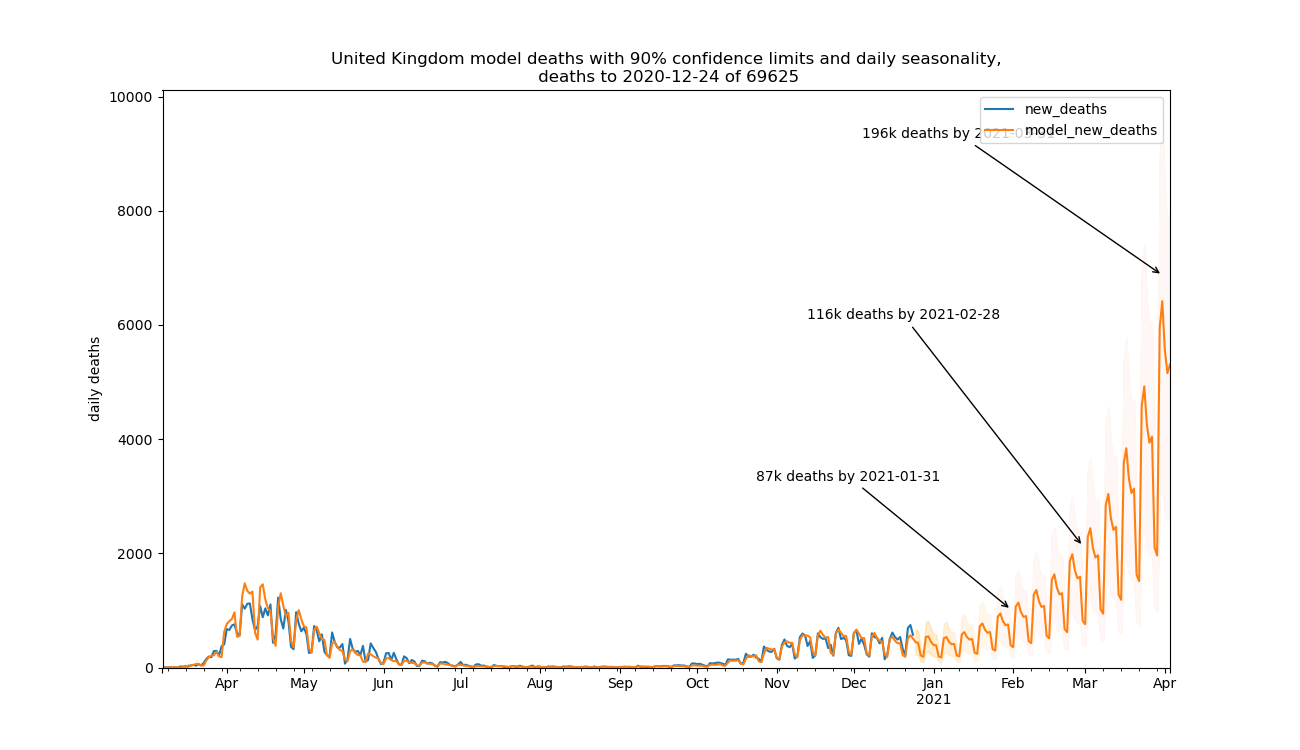 United Kingdom model deaths with 90% confidence limits and daily seasonality,
deaths to 2020-12-24 of 69625
10000
8000
6000
4000
2000
0
daily deaths
new_deaths
model_new_deaths
196k deaths by
116k deaths by 2021-02-28
87k deaths by 2021-01-31
Apr May Jun Jul Aug Sep Oct Nov Dec Jan Feb Mar Apr
2021